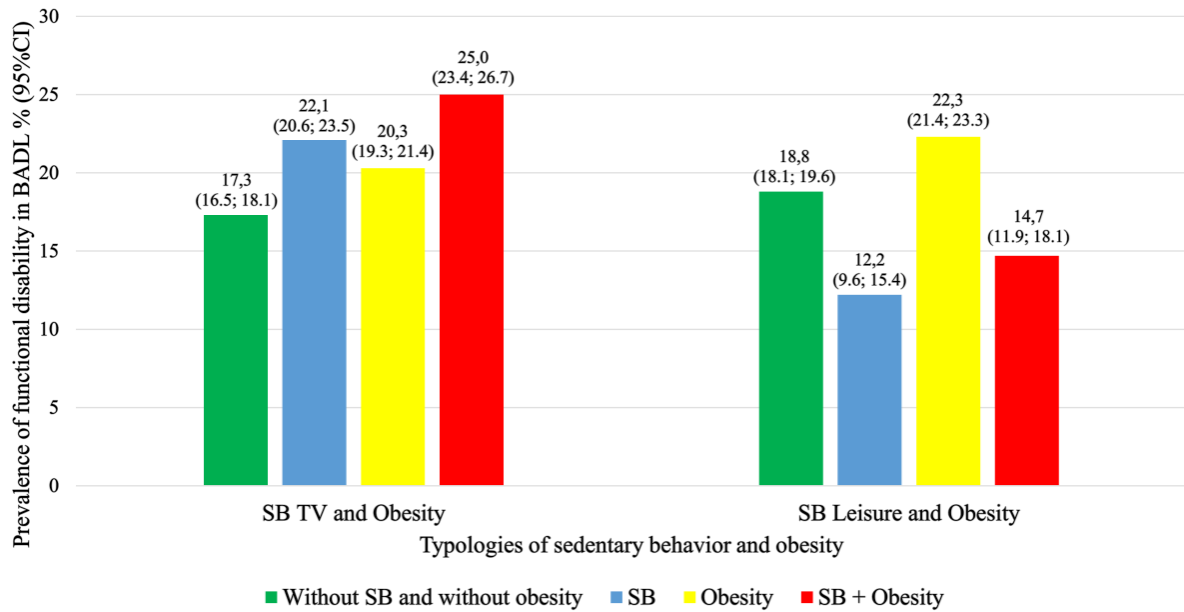 Prevalence of functional disability in BADL % (95%CI)
30
25
20
15
10
5
0
17,3
(16.5; 18.1)
22,1
(20.6; 23.5)
20,3
(19.3; 21.4)
25,0
(23.4; 26.7)
18,8
(18.1; 19.6)
12,2
(9.6; 15.4)
22,3
(21.4; 23.3)
14,7
(11.9; 18.1)
SB TV and Obesity
SB Leisure and Obesity
Typologies of sedentary behavior and obesity
Without SB and without obesity
SB
Obesity
SB + Obesity